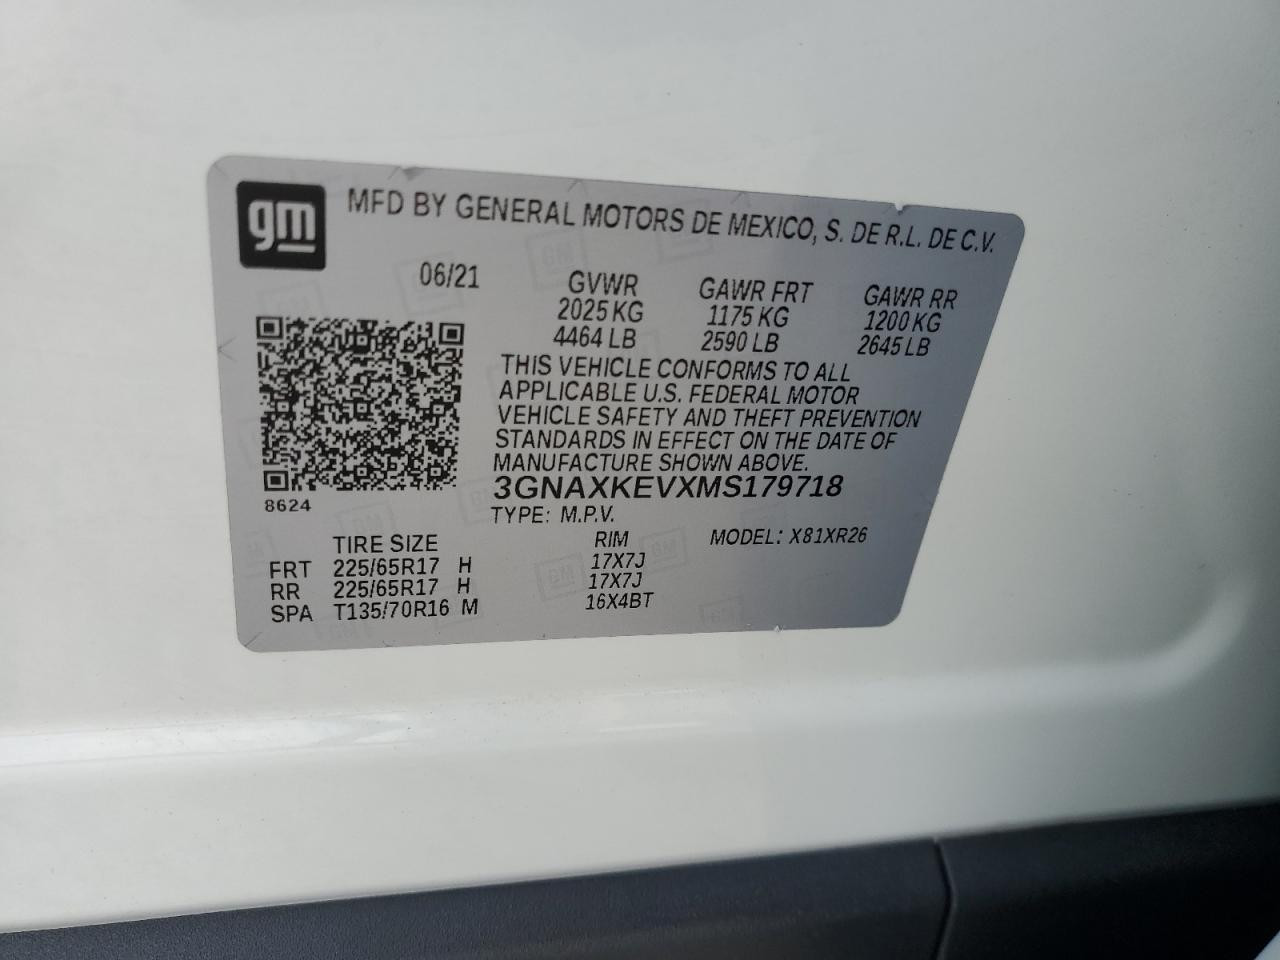 gm
MFD BY GENERAL MOTORS DE MEXICO, S. DE R.L. DE C.V.
06/21
GVWR GAWR FRT GAWR RR
2025 KG 1175 KG 1200 KG
4464 LB 2590 LB 2645 LB
THIS VEHICLE CONFORMS TO ALL
APPLICABLE U.S. FEDERAL MOTOR
VEHICLE SAFETY AND THEFT PREVENTION
STANDARDS IN EFFECT ON THE DATE OF
MANUFACTURE SHOWN ABOVE.
3GNAXKEVXMS179718
8624
TYPE: M.P.V.
MODEL: X81XR26
TIRE SIZE RIM
FRT 225/65R17 H 17X7J
RR 225/65R17 H 17X7J
SPA T135/70R16 M 16X4BT